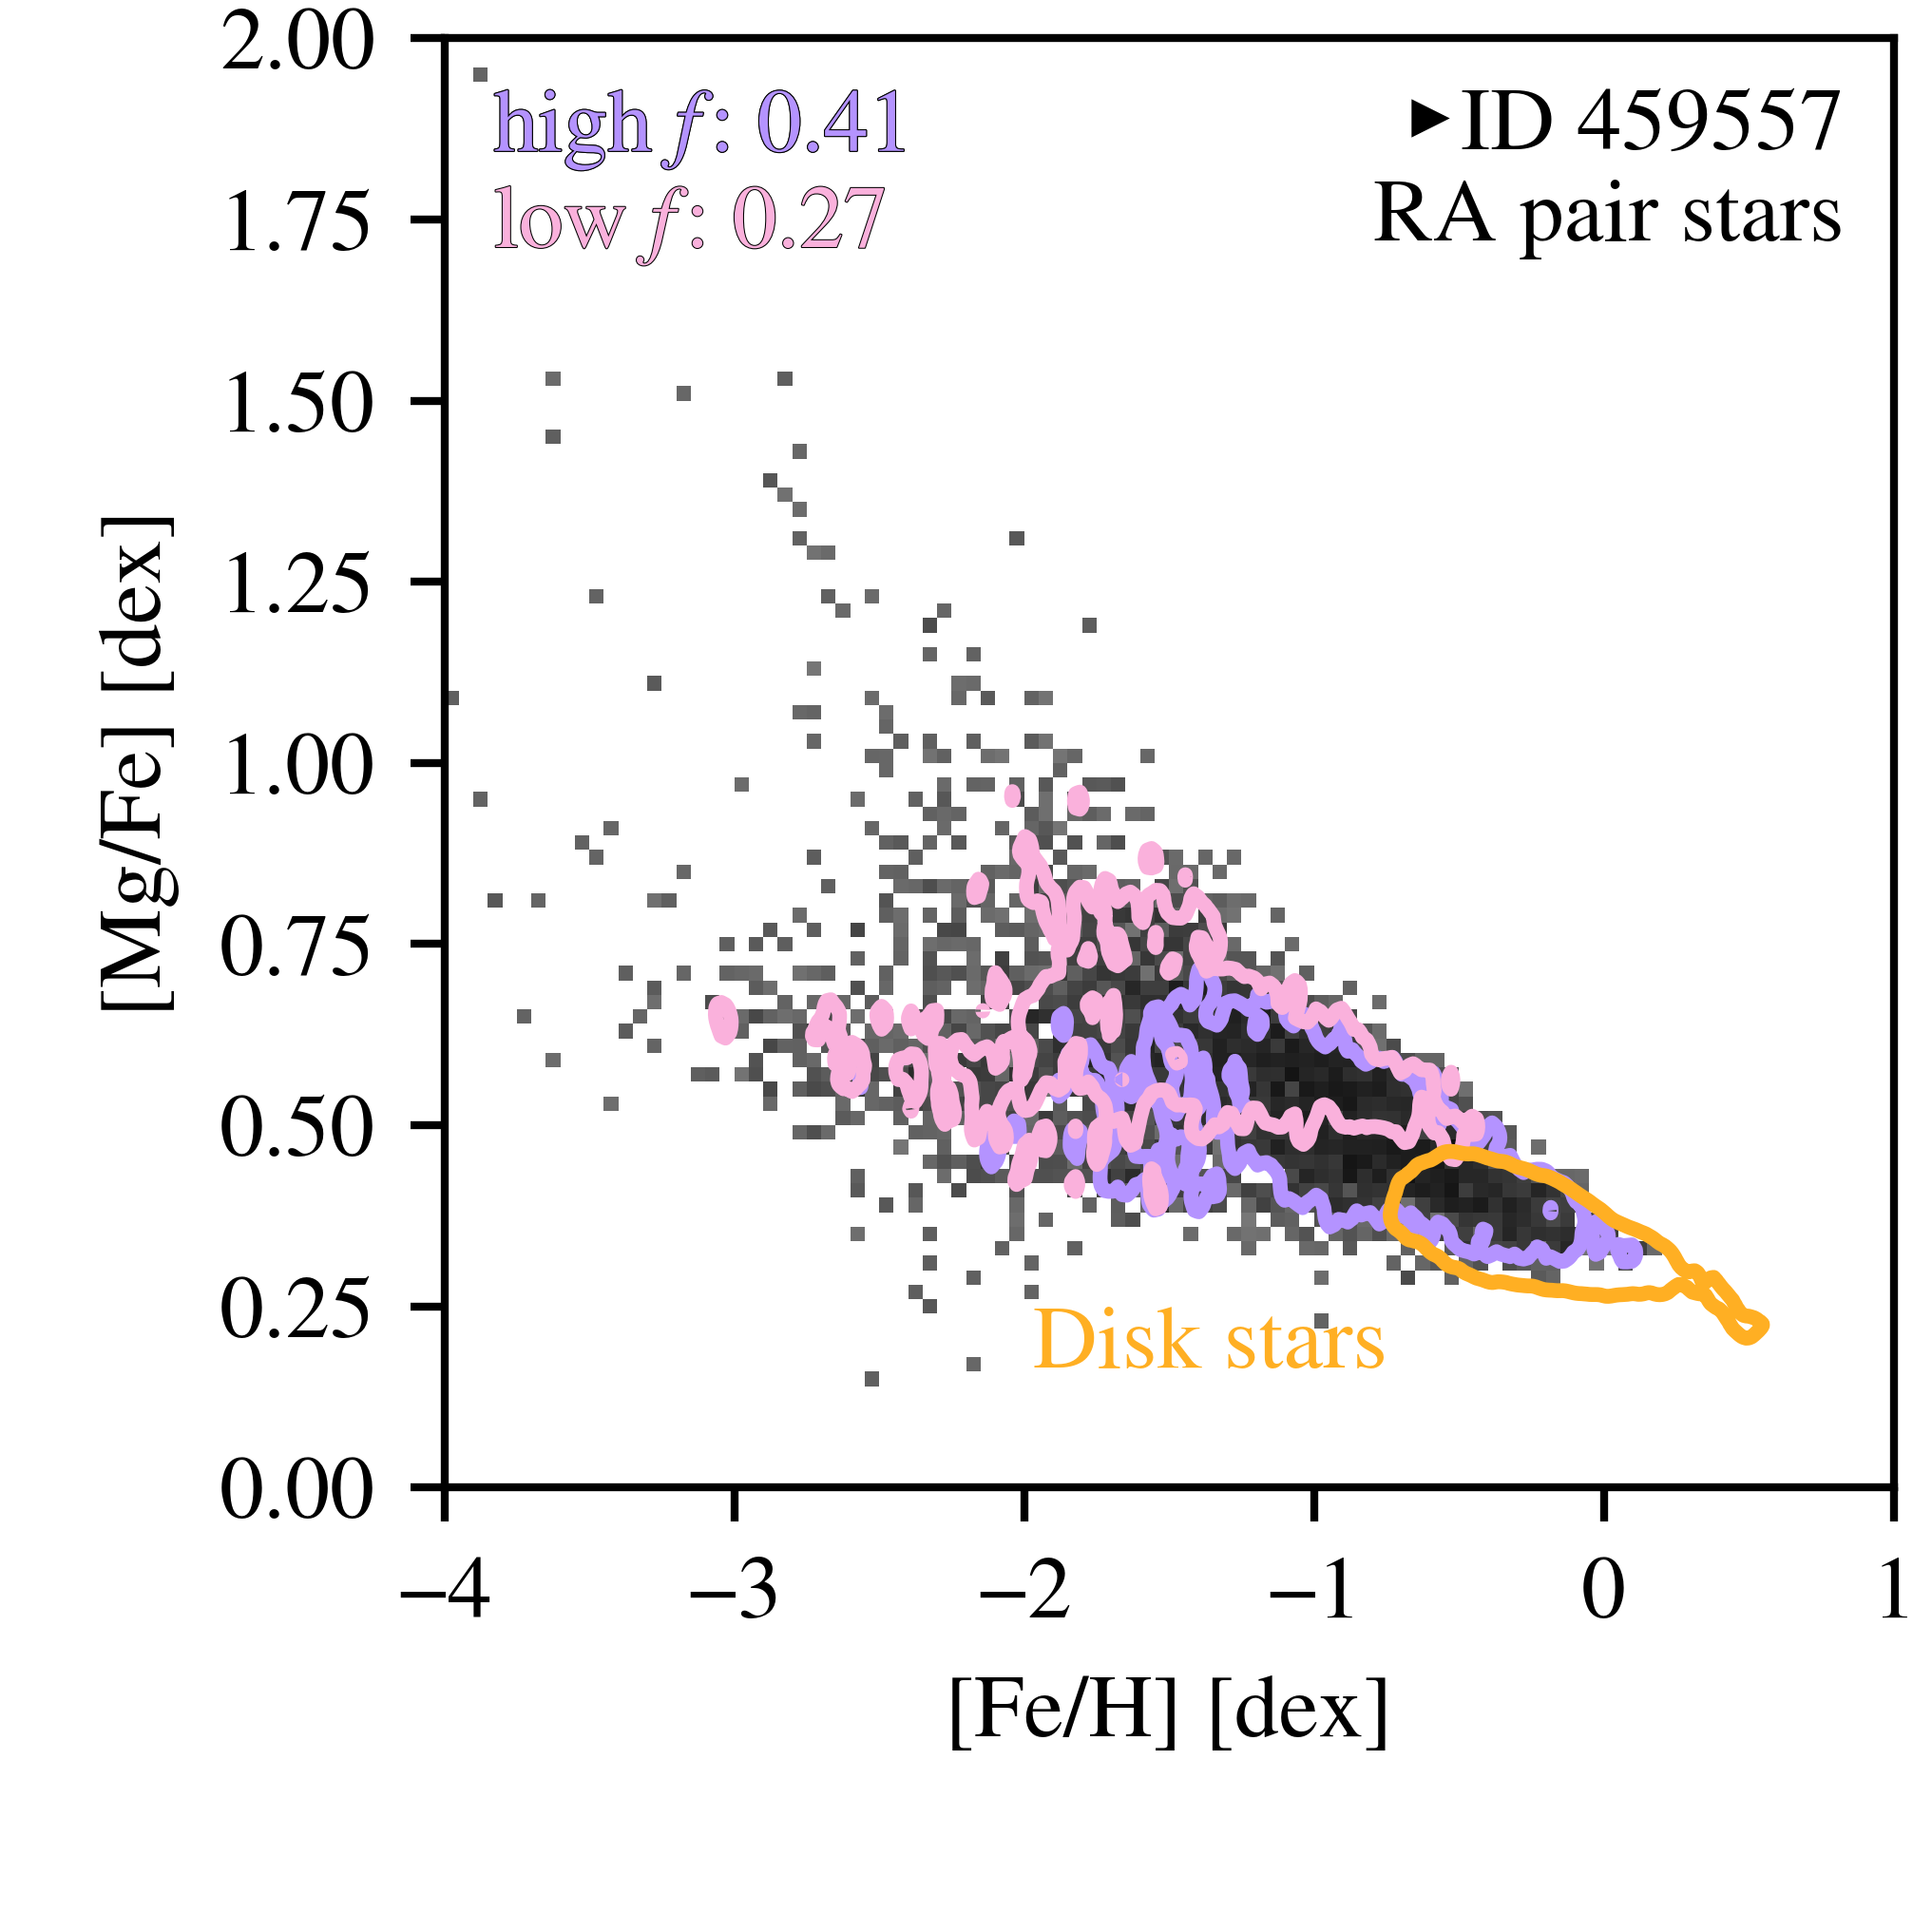 2.00
1.75
1.50
1.25
1.00
0.75
0.50
0.25
0.00
[Mg/Fe] [dex]
high f: 0.41
low f: 0.27
▸ID 459557
RA pair stars
Disk stars
−4 −3 −2 −1 0 1
[Fe/H] [dex]